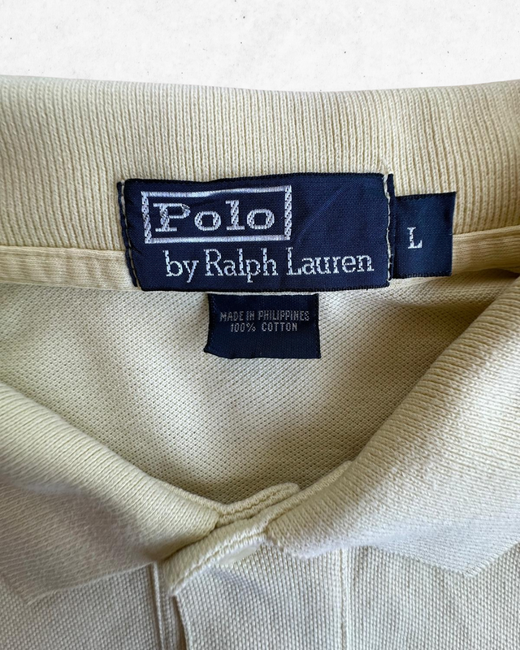 Polo
by Ralph Lauren
L
MADE IN PHILIPPINES
100% COTTON